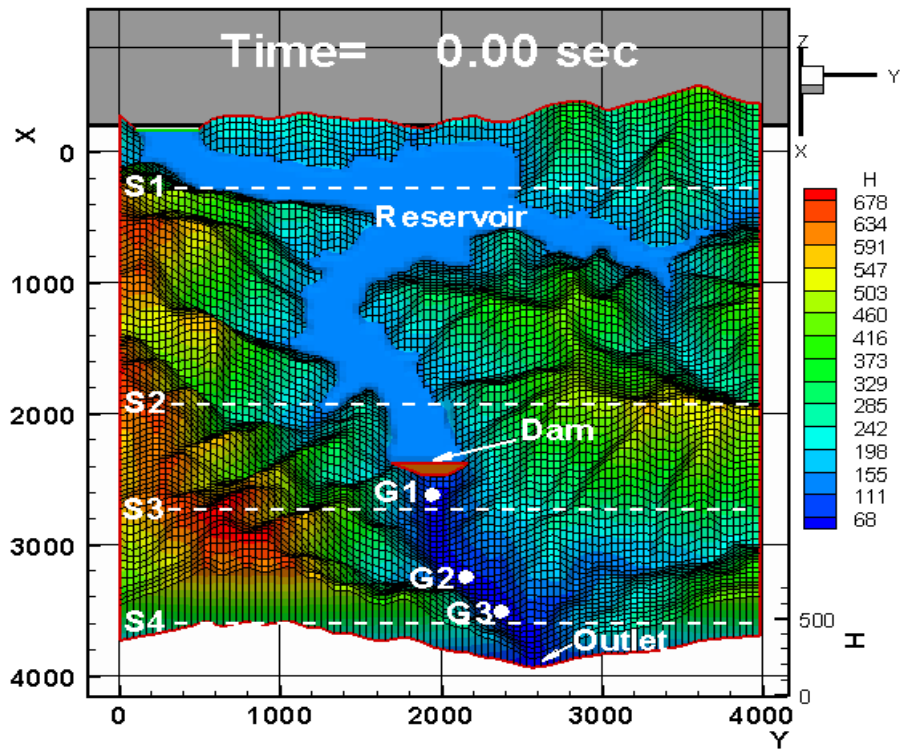 Time= 0.00 sec
Z
Y
X
X
0
1000
2000
3000
4000
S1
Reservoir
S2
Dam
G1
S3
G2
G3
S4
Outlet
H
678
634
591
547
503
460
416
373
329
285
242
198
155
111
68
500
H
0
0 1000 2000 3000 4000
Y